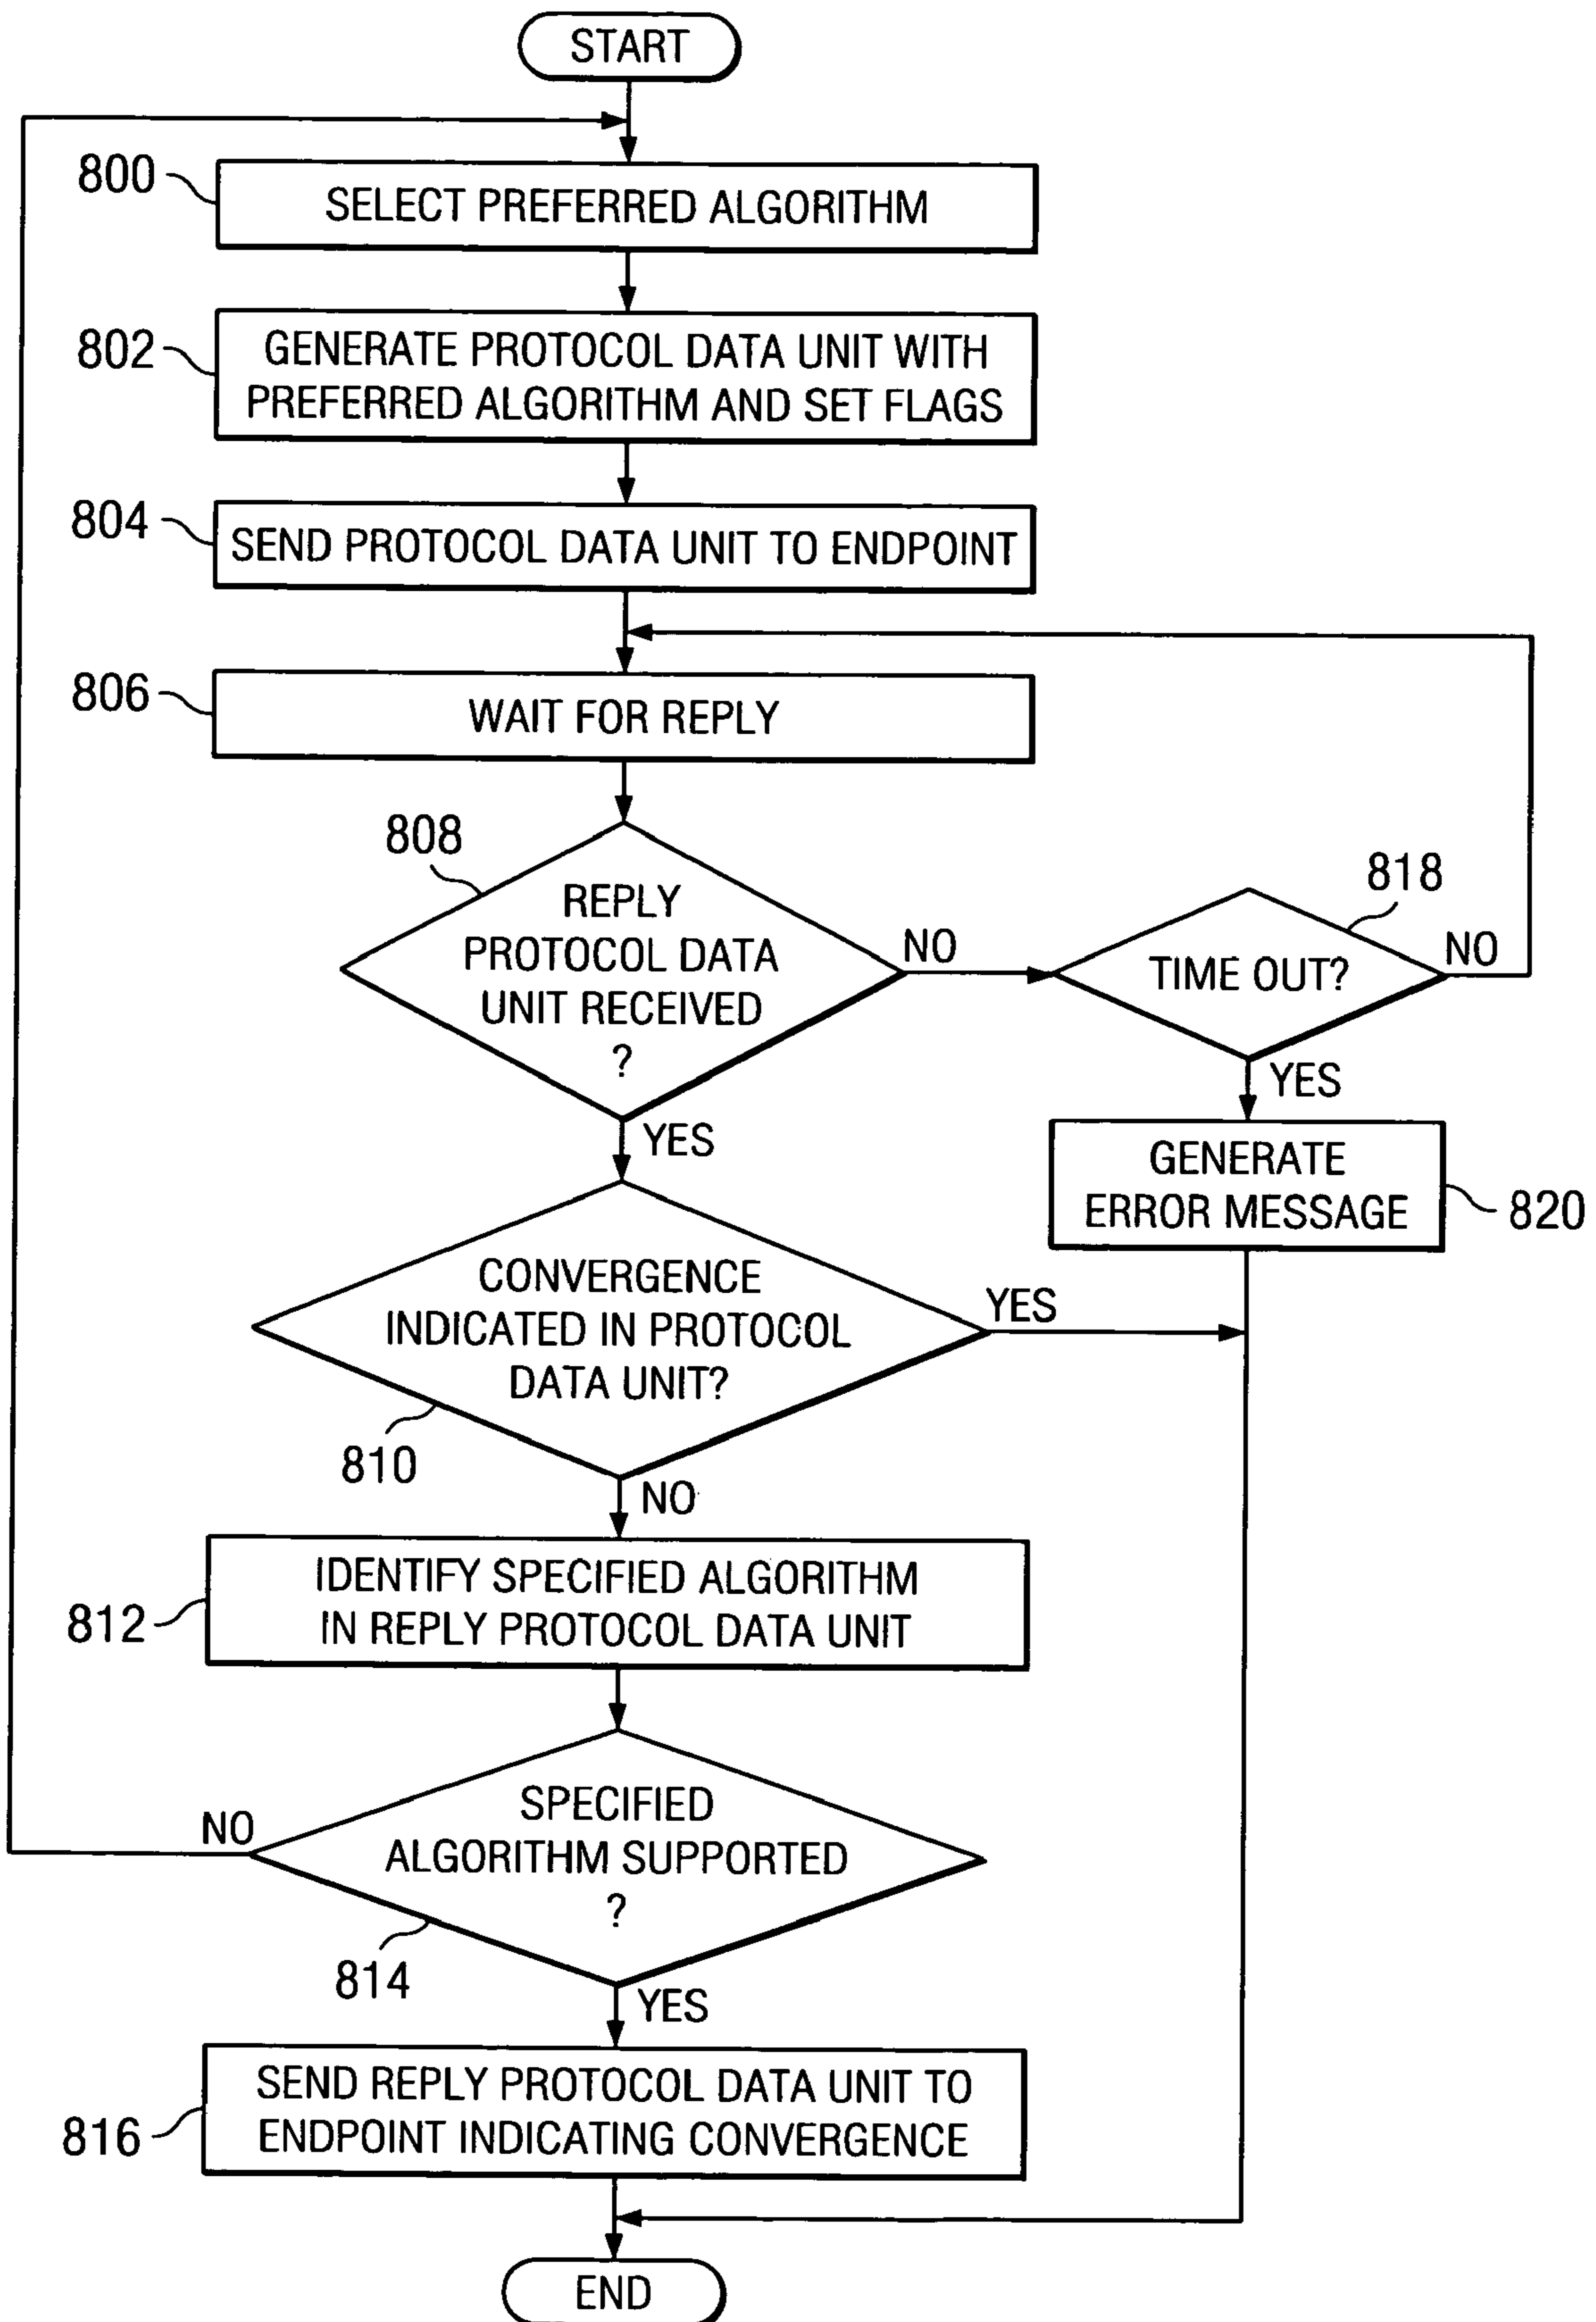 START
800
SELECT PREFERRED ALGORITHM
802
GENERATE PROTOCOL DATA UNIT WITH
PREFERRED ALGORITHM AND SET FLAGS
804
SEND PROTOCOL DATA UNIT TO ENDPOINT
806
WAIT FOR REPLY
808
REPLY
PROTOCOL DATA
UNIT RECEIVED
?
NO
818
TIME OUT?
NO
YES
YES
GENERATE
ERROR MESSAGE
820
CONVERGENCE
INDICATED IN PROTOCOL
DATA UNIT?
YES
810
NO
812
IDENTIFY SPECIFIED ALGORITHM
IN REPLY PROTOCOL DATA UNIT
NO
SPECIFIED
ALGORITHM SUPPORTED
?
814
YES
816
SEND REPLY PROTOCOL DATA UNIT TO
ENDPOINT INDICATING CONVERGENCE
END